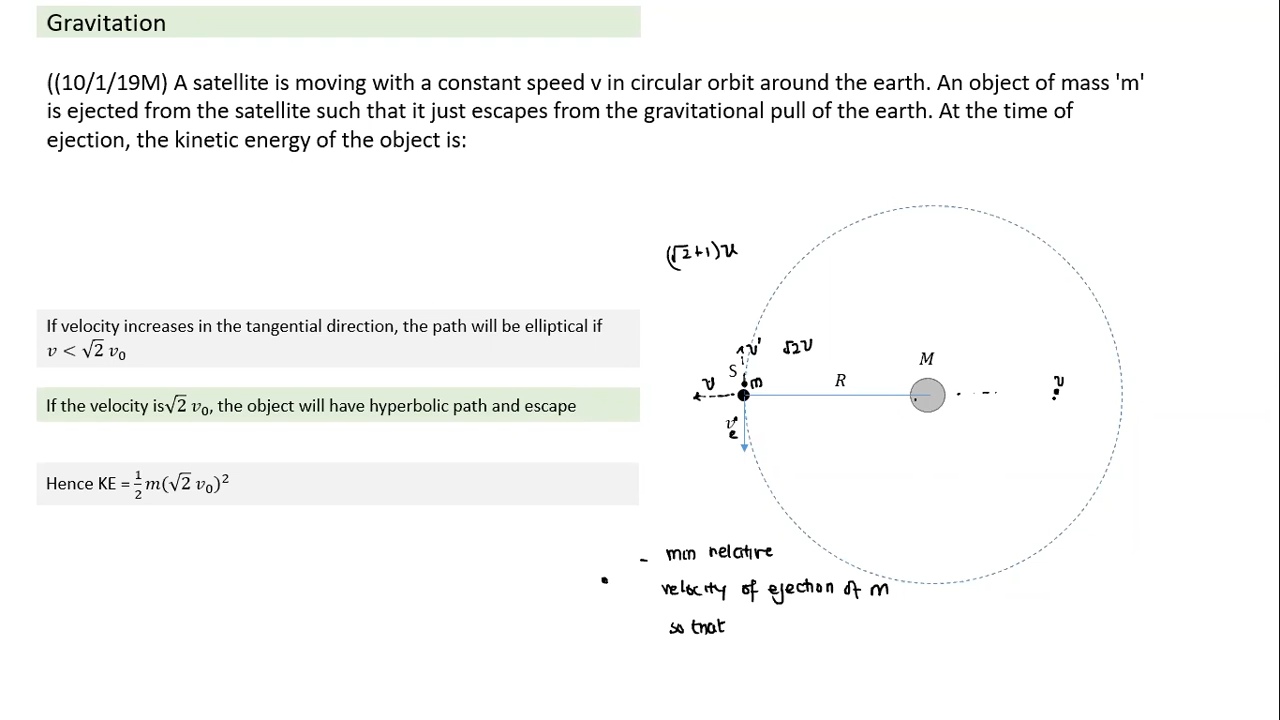 Gravitation
((10/1/19M) A satellite is moving with a constant speed v in circular orbit around the earth. An object of mass 'm'
is ejected from the satellite such that it just escapes from the gravitational pull of the earth. At the time of
ejection, the kinetic energy of the object is:
(√2+1)v
If velocity increases in the tangential direction, the path will be elliptical if
v < √2 v₀
v' √2v
M
S
v m
R
v
If the velocity is√2 v₀, the object will have hyperbolic path and escape
v
e
Hence KE = ½ m(√2 v₀)²
- min relative
velocity of ejection of m
so that